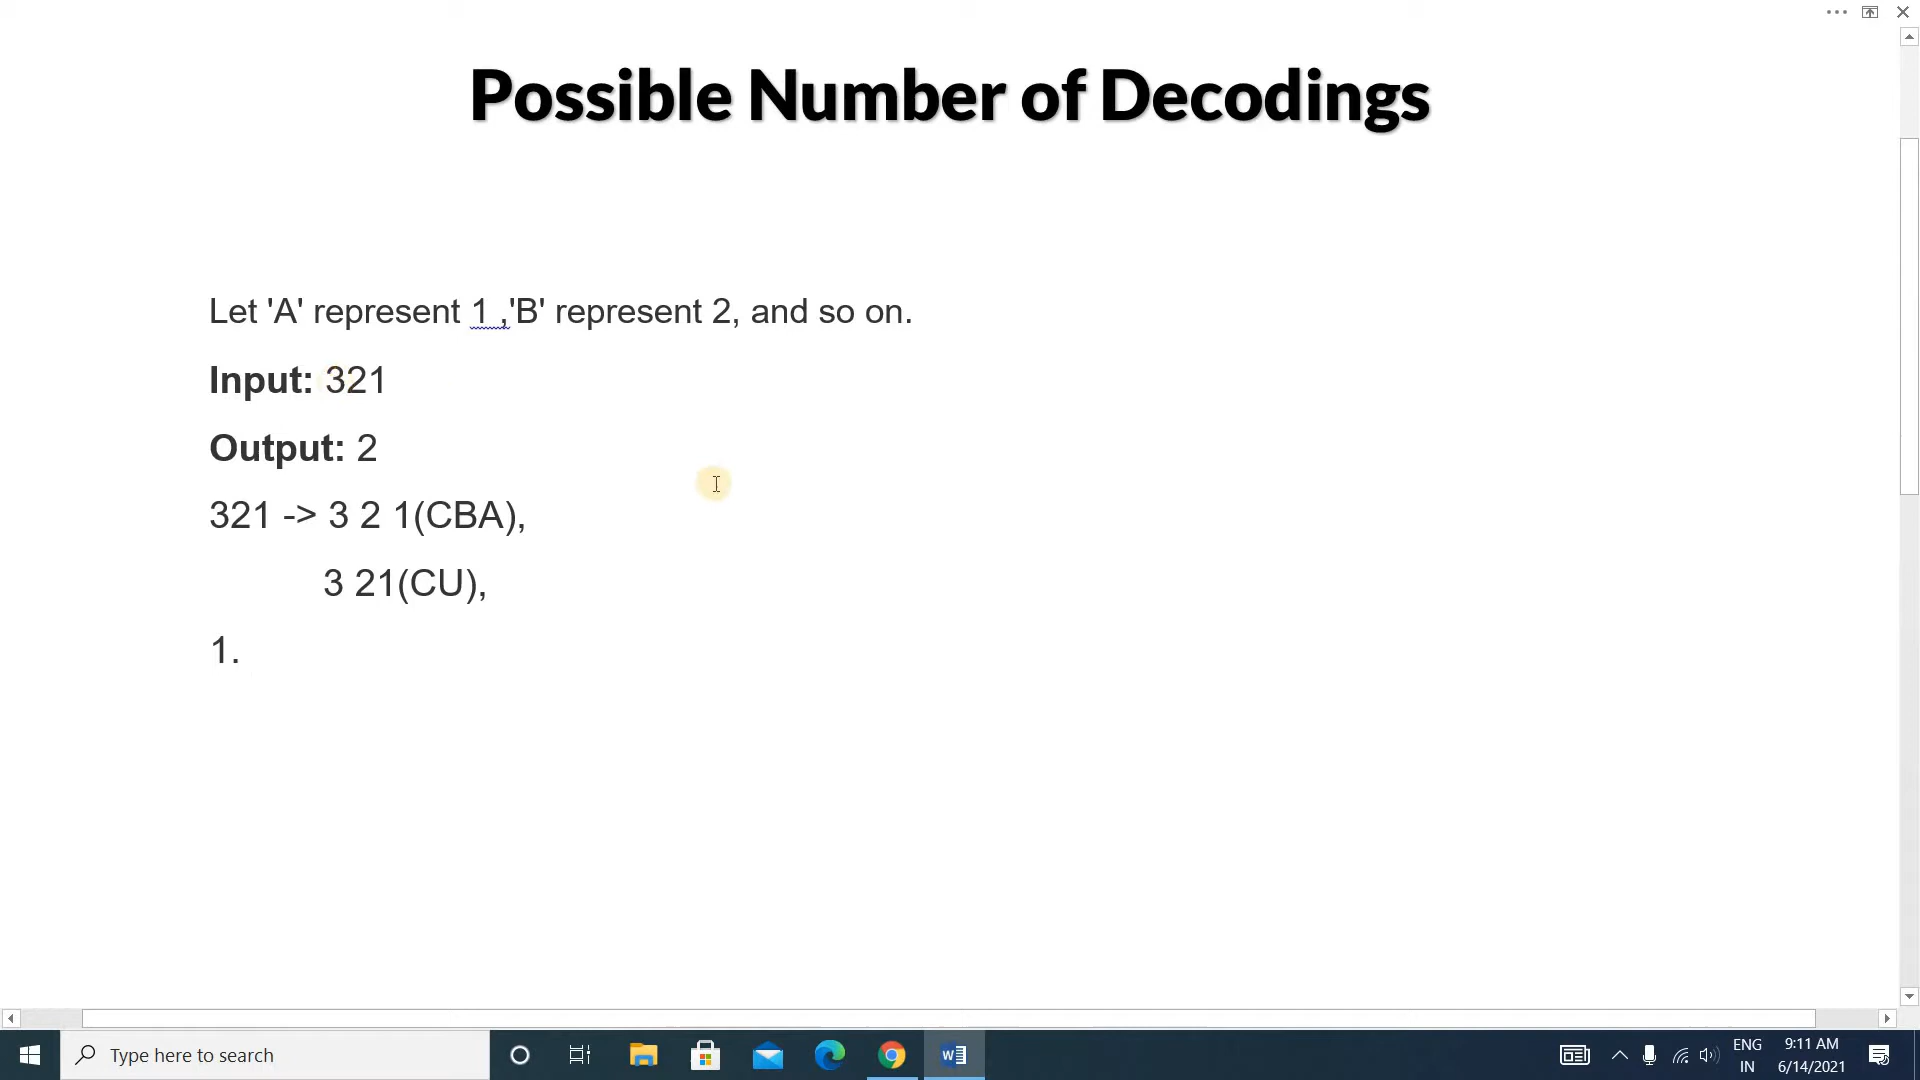 Possible Number of Decodings
Let 'A' represent 1 ,'B' represent 2, and so on.
Input: 321
Output: 2
321 -> 3 2 1(CBA),
3 21(CU),
1.
Type here to search
ENG
IN
9:11 AM
6/14/2021